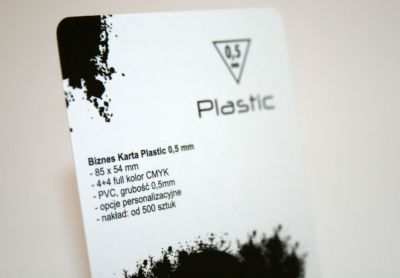 0,5
mm
Plastic
Biznes Karta Plastic 0,5 mm
- 85 x 54 mm
- 4+4 full kolor CMYK
- PVC, grubość 0,5mm
- opcje personalizacyjne
- nakład: od 500 sztuk